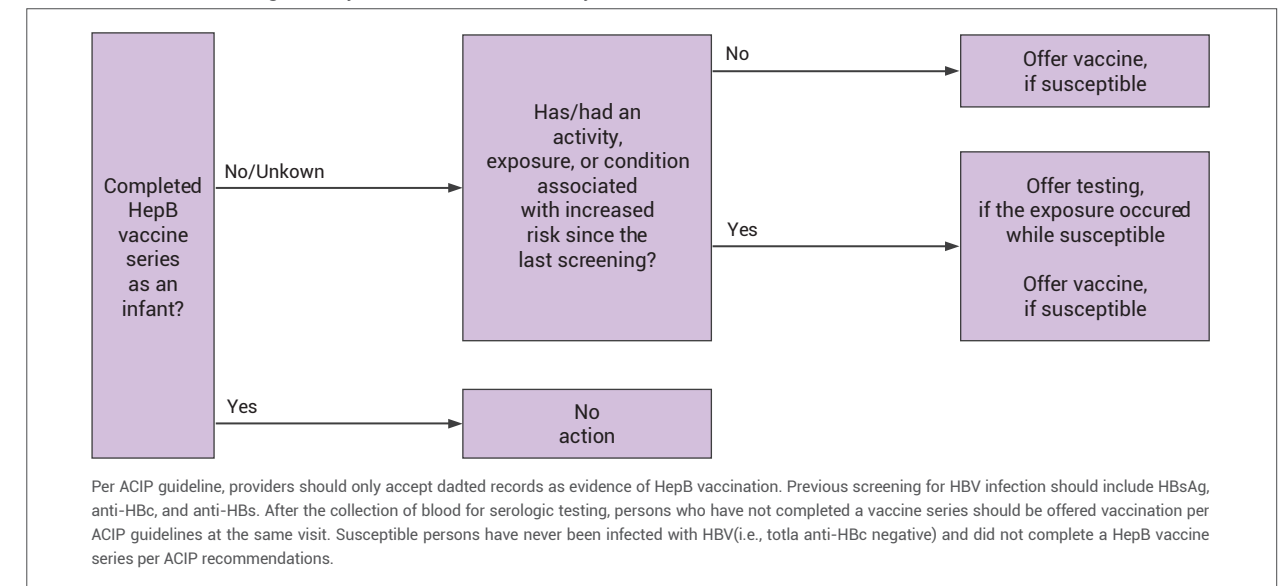 Completed
HepB
vaccine
series
as an
infant?
No/Unkown
Yes
Has/had an
activity,
exposure, or condition
associated
with increased
risk since the
last screening?
No
Yes
No
action
Offer vaccine,
if susceptible
Offer testing,
if the exposure occured
while susceptible
Offer vaccine,
if susceptible
Per ACIP guideline, providers should only accept dadted records as evidence of HepB vaccination. Previous screening for HBV infection should include HBsAg,
anti-HBc, and anti-HBs. After the collection of blood for serologic testing, persons who have not completed a vaccine series should be offered vaccination per
ACIP guidelines at the same visit. Susceptible persons have never been infected with HBV(i.e., totla anti-HBc negative) and did not complete a HepB vaccine
series per ACIP recommendations.